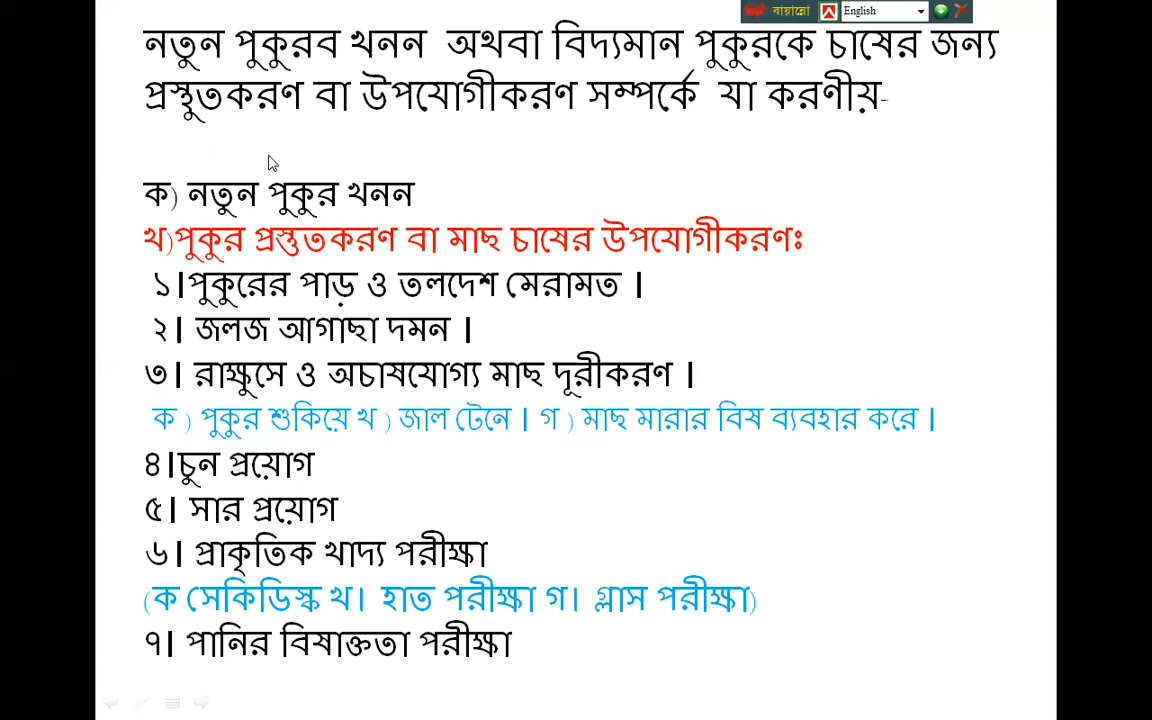 বায়ান্নো English
নতুন পুকুরব খনন অথবা বিদ্যমান পুকুরকে চাষের জন্য
প্রস্থুতকরণ বা উপযোগীকরণ সম্পর্কে যা করণীয়-
ক) নতুন পুকুর খনন
খ)পুকুর প্রস্তুতকরণ বা মাছ চাষের উপযোগীকরণঃ
১।পুকুরের পাড় ও তলদেশ মেরামত ।
২। জলজ আগাছা দমন ।
৩। রাক্ষুসে ও অচাষযোগ্য মাছ দূরীকরণ ।
ক ) পুকুর শুকিয়ে খ ) জাল টেনে । গ ) মাছ মারার বিষ ব্যবহার করে ।
৪।চুন প্রয়োগ
৫। সার প্রয়োগ
৬। প্রাকৃতিক খাদ্য পরীক্ষা
(ক সেকিডিস্ক খ। হাত পরীক্ষা গ। গ্লাস পরীক্ষা)
৭। পানির বিষাক্ততা পরীক্ষা